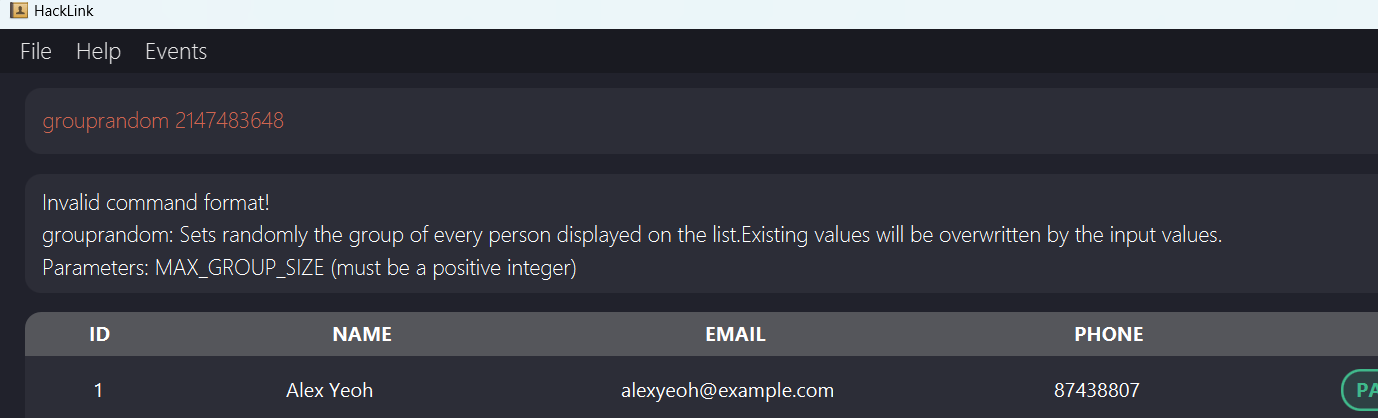 HackLink
File Help Events
grouprandom 2147483648
Invalid command format!
grouprandom: Sets randomly the group of every person displayed on the list.Existing values will be overwritten by the input values.
Parameters: MAX_GROUP_SIZE (must be a positive integer)
ID NAME EMAIL PHONE
1 Alex Yeoh alexyeoh@example.com 87438807